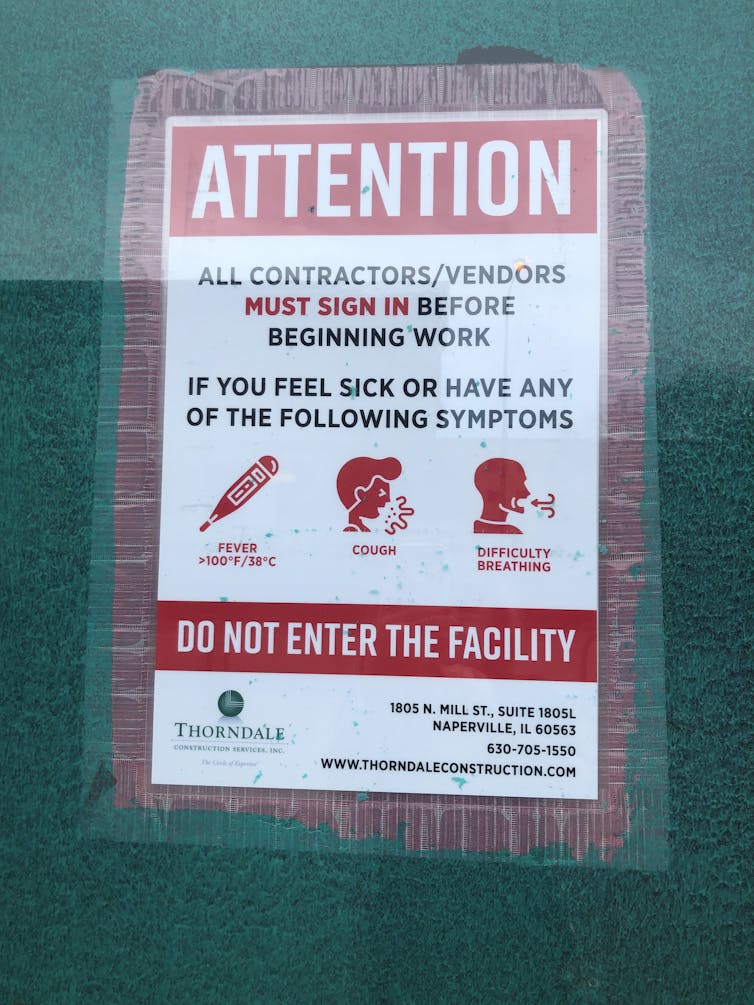 ATTENTION
ALL CONTRACTORS/VENDORS
MUST SIGN IN BEFORE
BEGINNING WORK
IF YOU FEEL SICK OR HAVE ANY
OF THE FOLLOWING SYMPTOMS
FEVER
>100°F/38°C
COUGH
DIFFICULTY
BREATHING
DO NOT ENTER THE FACILITY
THORNDALE
CONSTRUCTION SERVICES, INC.
The Circle of Expertise
1805 N. MILL ST., SUITE 1805L
NAPERVILLE, IL 60563
630-705-1550
WWW.THORNDALECONSTRUCTION.COM